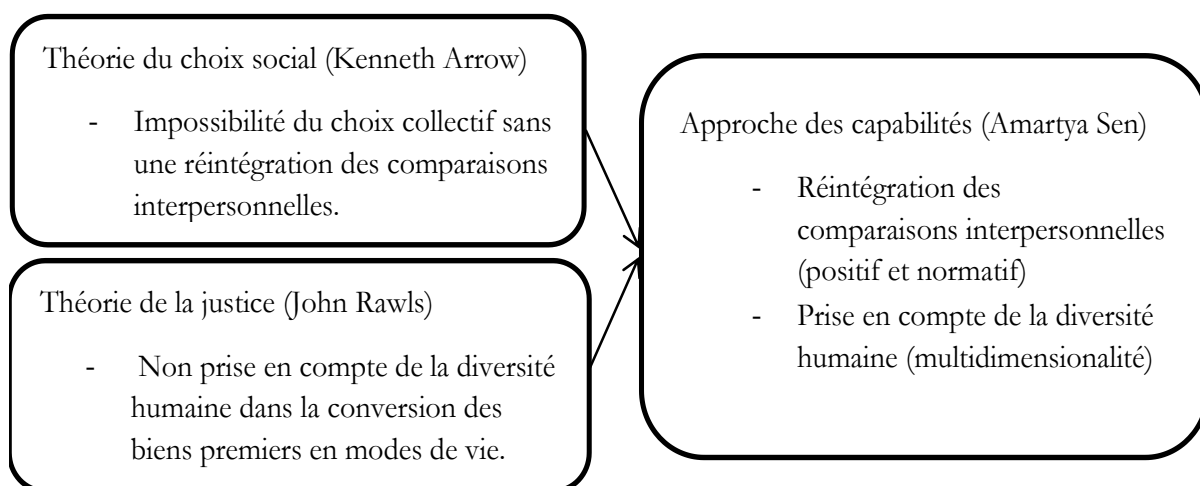 Théorie du choix social (Kenneth Arrow)
- Impossibilité du choix collectif sans
une réintégration des comparaisons
interpersonnelles.
Théorie de la justice (John Rawls)
- Non prise en compte de la diversité
humaine dans la conversion des
biens premiers en modes de vie.
Approche des capabilités (Amartya Sen)
- Réintégration des
comparaisons interpersonnelles
(positif et normatif)
- Prise en compte de la diversité
humaine (multidimensionalité)